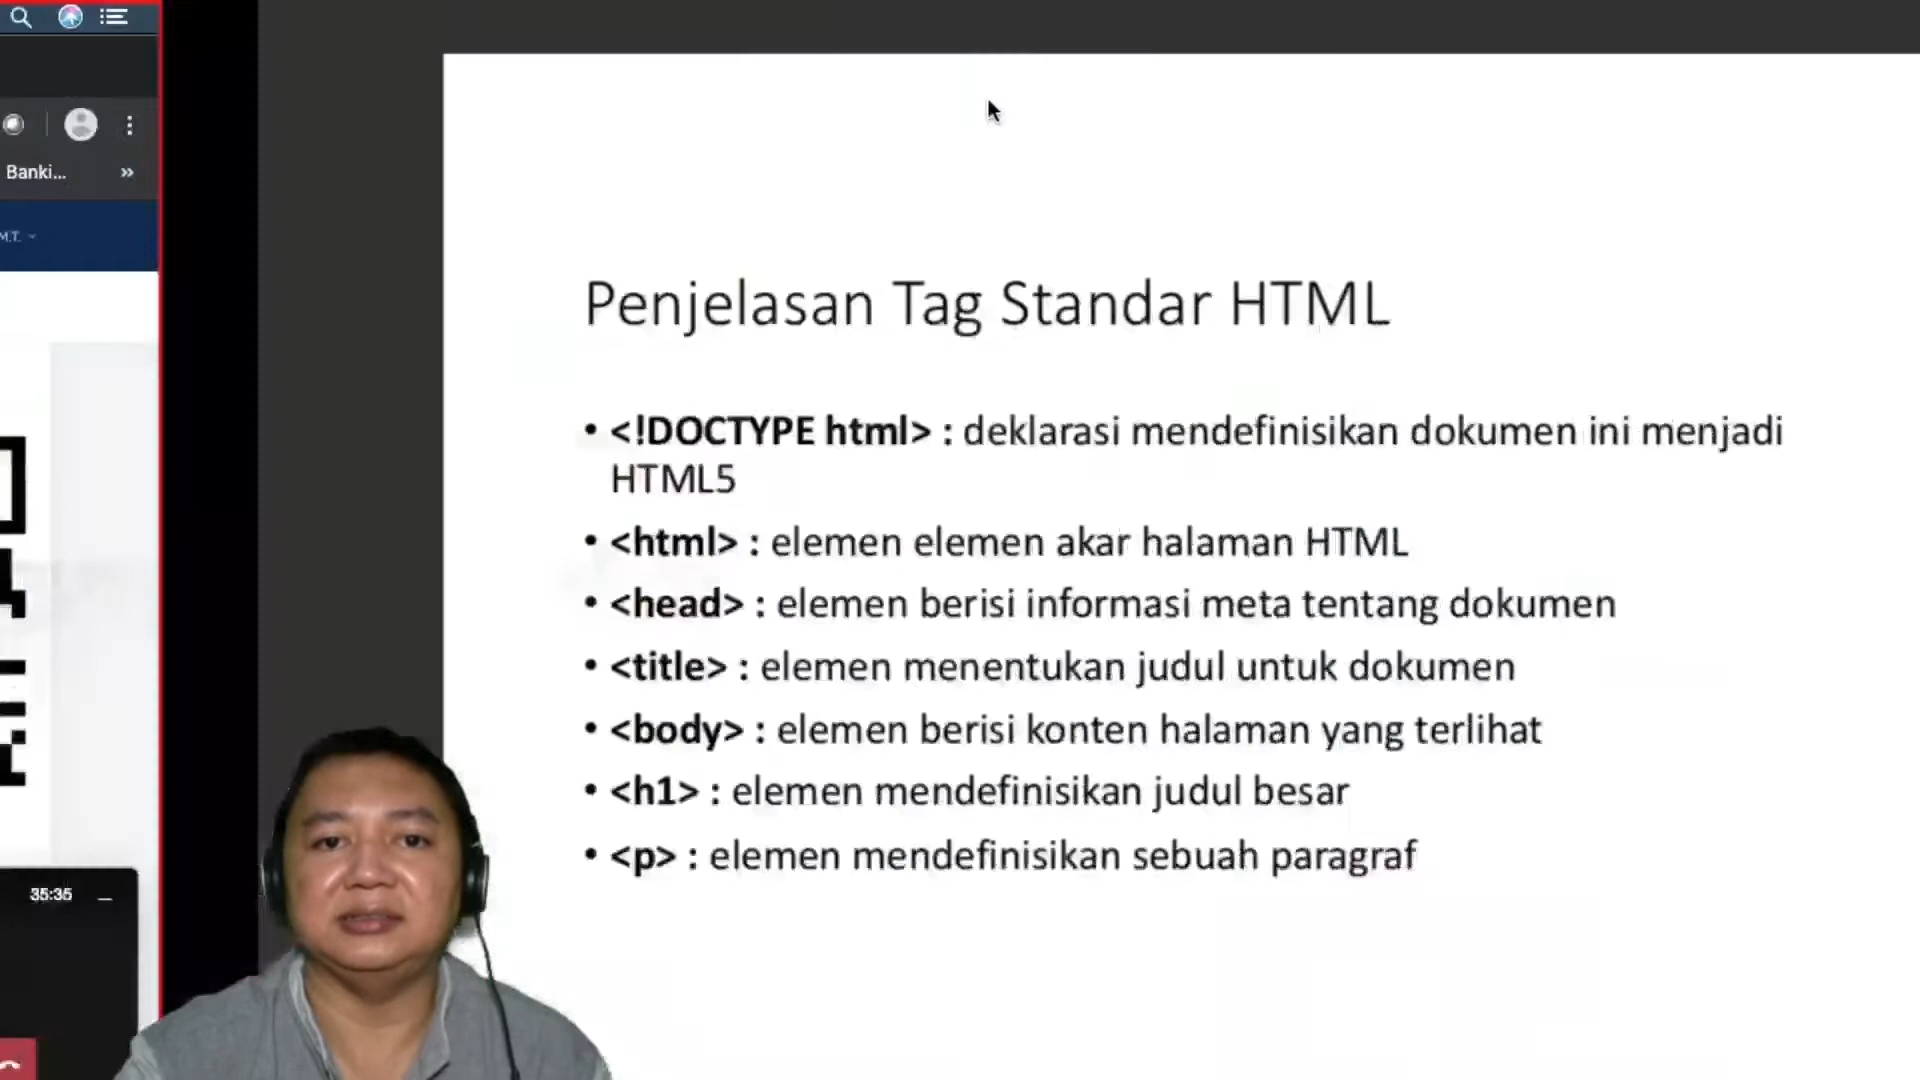 Banki...
»
M.T.
Penjelasan Tag Standar HTML
• <!DOCTYPE html> : deklarasi mendefinisikan dokumen ini menjadi
HTML5
• <html> : elemen elemen akar halaman HTML
• <head> : elemen berisi informasi meta tentang dokumen
• <title> : elemen menentukan judul untuk dokumen
• <body> : elemen berisi konten halaman yang terlihat
• <h1> : elemen mendefinisikan judul besar
• <p> : elemen mendefinisikan sebuah paragraf
35:35